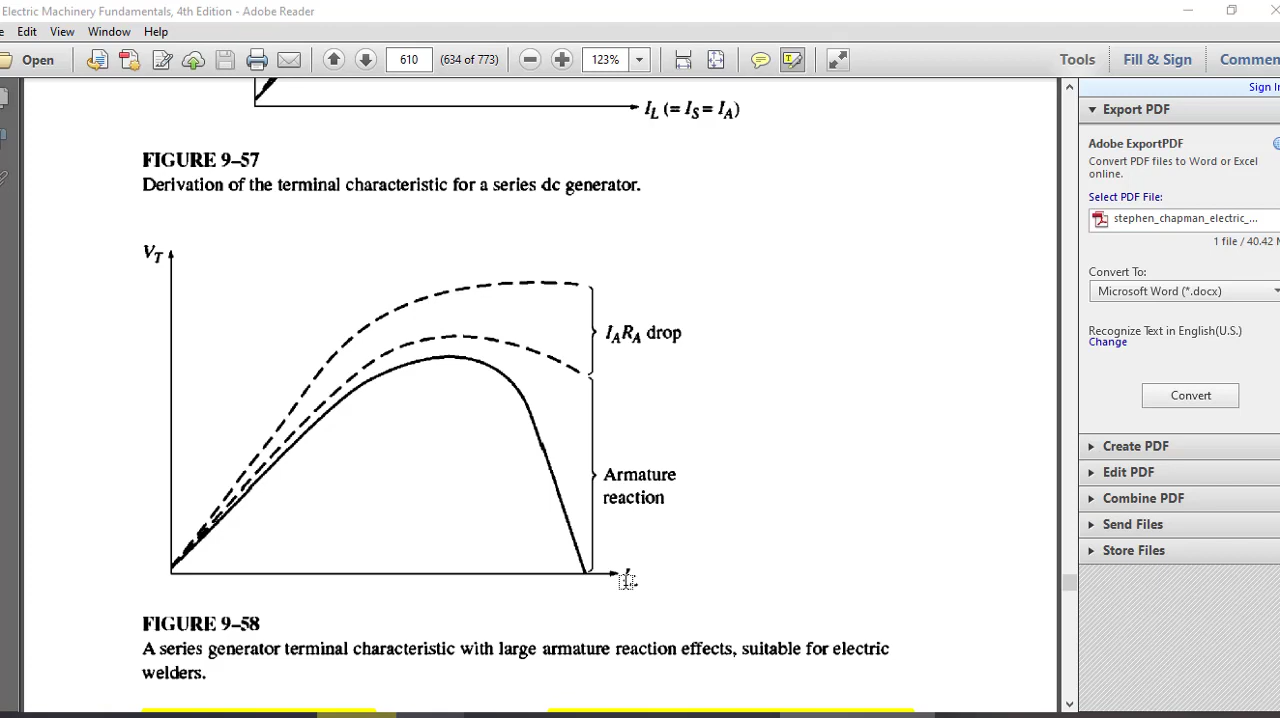 Electric Machinery Fundamentals, 4th Edition - Adobe Reader
Edit View Window Help
Open 610 (634 of 773) 123% Tools Fill & Sign Commen
Sign In
I_L (= I_S = I_A)
FIGURE 9–57
Derivation of the terminal characteristic for a series dc generator.
V_T
I_A R_A drop
Armature
reaction
FIGURE 9–58
A series generator terminal characteristic with large armature reaction effects, suitable for electric
welders.
Export PDF
Adobe ExportPDF
Convert PDF files to Word or Excel
online.
Select PDF File:
stephen_chapman_electric_...
1 file / 40.42 M
Convert To:
Microsoft Word (*.docx)
Recognize Text in English(U.S.)
Change
Convert
Create PDF
Edit PDF
Combine PDF
Send Files
Store Files